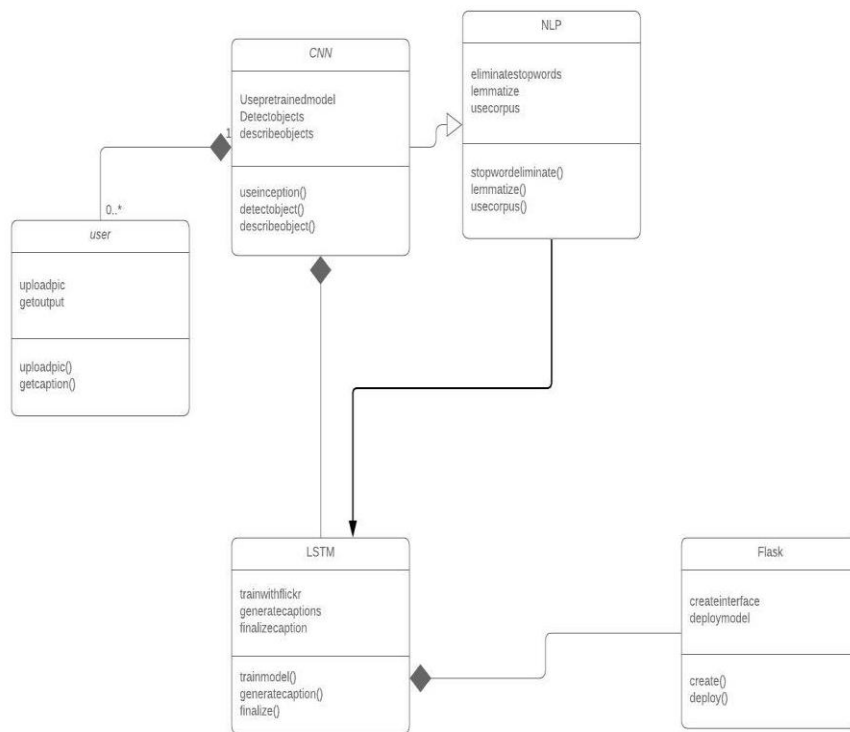 CNN
Usepretrainedmodel
Detectobjects
describeobjects
useinception()
detectobject()
describeobject()
NLP
eliminatestopwords
lemmatize
usecorpus
stopwordeliminate()
lemmatize()
usecorpus()
1
0..*
user
uploadpic
getoutput
uploadpic()
getcaption()
LSTM
trainwithflickr
generatecaptions
finalizecaption
trainmodel()
generatecaption()
finalize()
Flask
createinterface
deploymodel
create()
deploy()